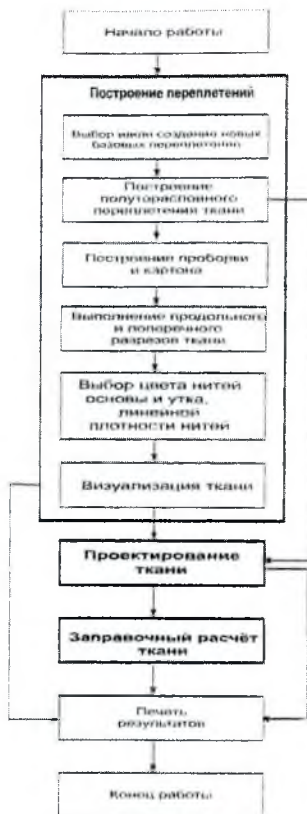 Начало работы
Построение переплетений
Выбор и/или создание новых
базовых переплетений
Построение
полутораслойного
переплетения ткани
Построение проборки
и картона
Выполнение продольного
и поперечного
разрезов ткани
Выбор цвета нитей
основы и утка,
линейной
плотности нитей
Визуализация ткани
Проектирование
ткани
Заправочный расчёт
ткани
Печать
результатов
Конец работы